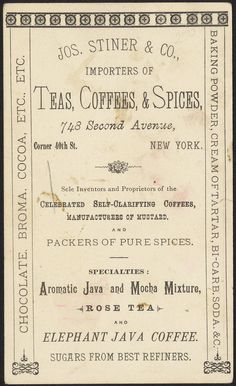 JOS. STINER & CO.,
IMPORTERS OF
TEAS, COFFEES, & SPICES,
743 Second Avenue,
Corner 40th St. NEW YORK.
Sole Inventors and Proprietors of the
CELEBRATED SELF-CLARIFYING COFFEES,
MANUFACTURERS OF MUSTARD,
AND
PACKERS OF PURE SPICES.
SPECIALTIES:
Aromatic Java and Mocha Mixture,
ROSE TEA
AND
ELEPHANT JAVA COFFEE.
SUGARS FROM BEST REFINERS.
CHOCOLATE, BROMA, COCOA, ETC., ETC.
BAKING POWDER, CREAM OF TARTAR, BI-CARB. SODA, &C.